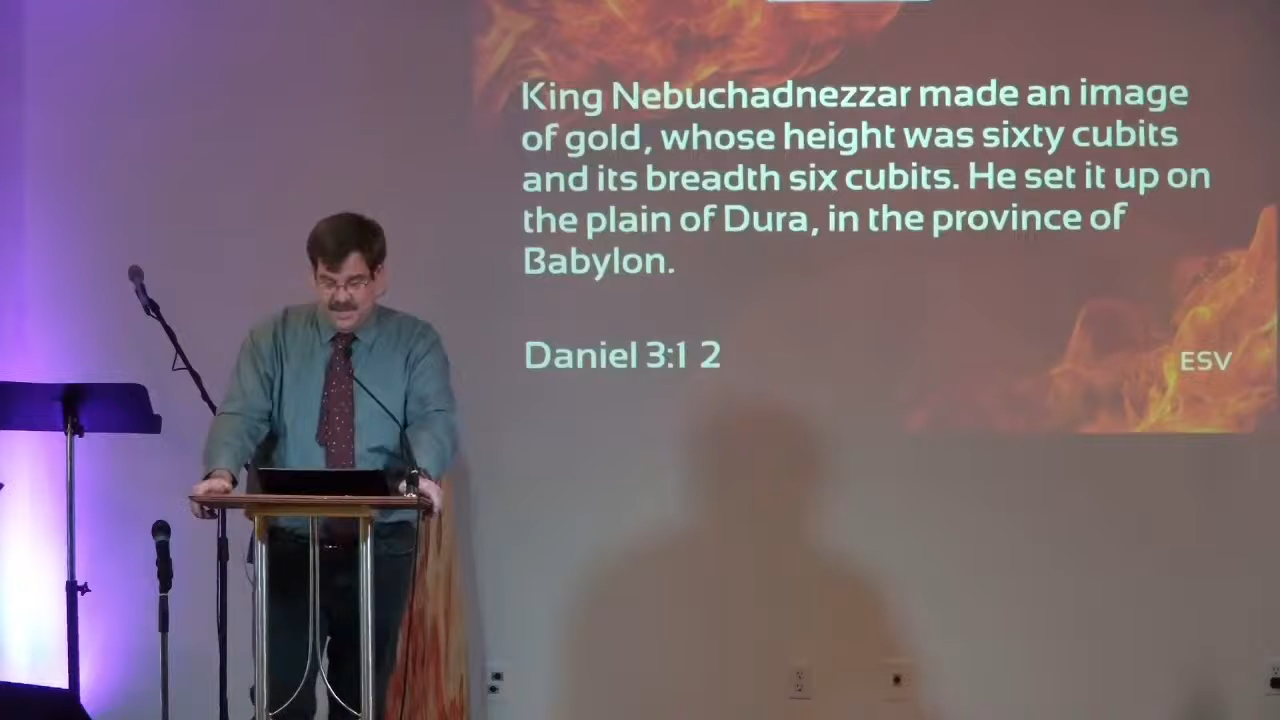 King Nebuchadnezzar made an image
of gold, whose height was sixty cubits
and its breadth six cubits. He set it up on
the plain of Dura, in the province of
Babylon.
Daniel 3:1 2
ESV